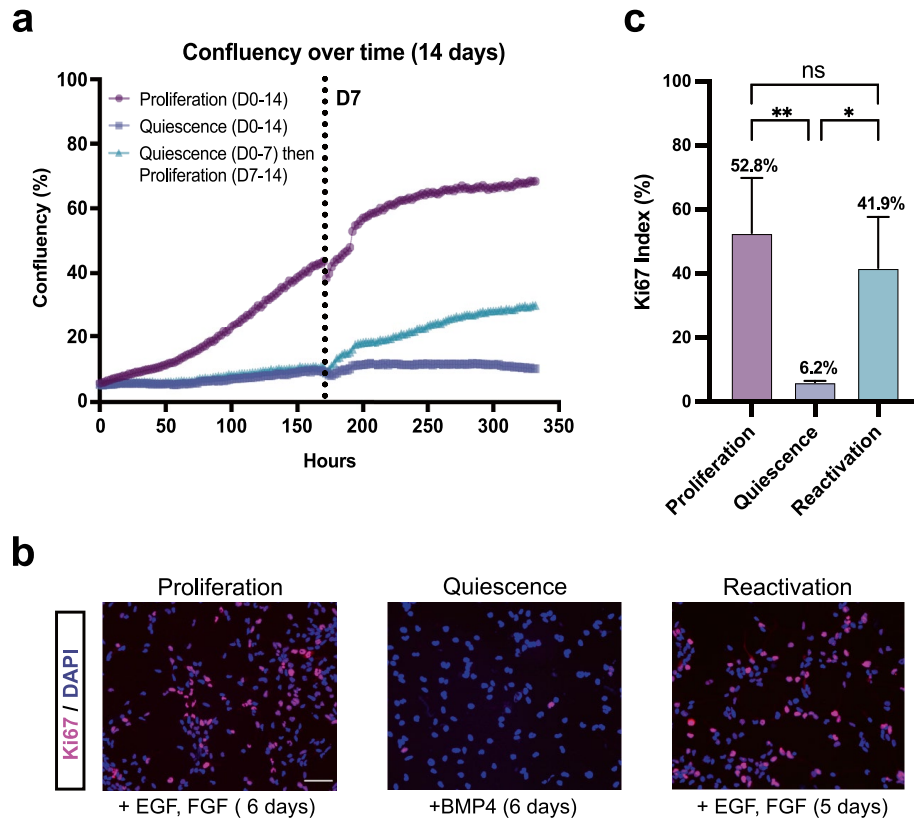 a
Confluency over time (14 days)
100
80
60
40
20
0
Confluency (%)
Proliferation (D0-14)
Quiescence (D0-14)
Quiescence (D0-7) then
Proliferation (D7-14)
D7
0 50 100 150 200 250 300 350
Hours
c
100
80
60
40
20
0
Ki67 Index (%)
ns
** *
52.8%
6.2%
41.9%
Proliferation
Quiescence
Reactivation
b
Ki67 / DAPI
Proliferation
Quiescence
Reactivation
+ EGF, FGF ( 6 days)
+BMP4 (6 days)
+ EGF, FGF (5 days)